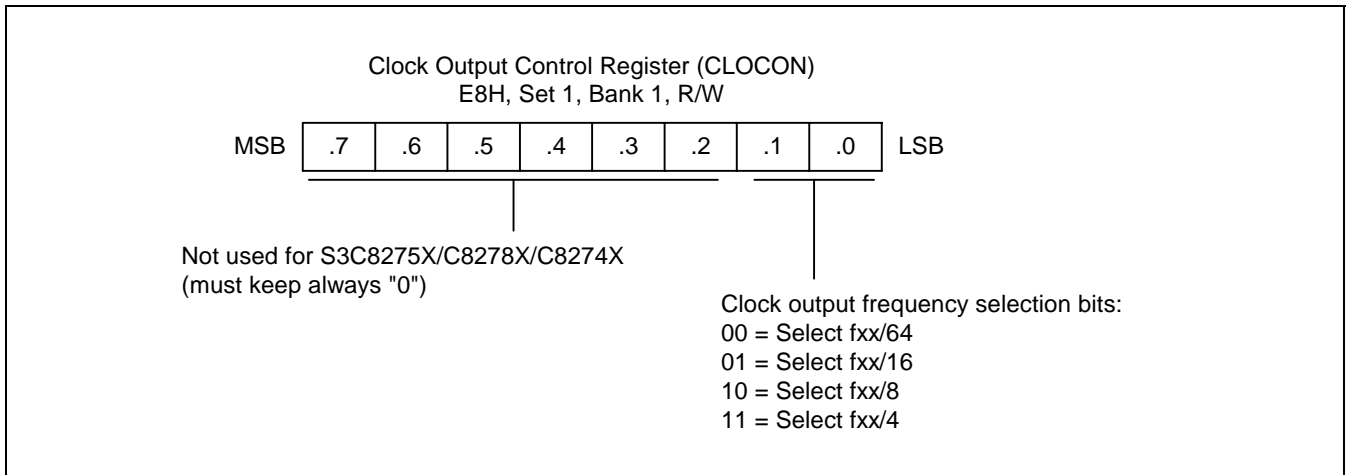 Clock Output Control Register (CLOCON)
E8H, Set 1, Bank 1, R/W
MSB .7 .6 .5 .4 .3 .2 .1 .0 LSB
Not used for S3C8275X/C8278X/C8274X
(must keep always "0")
Clock output frequency selection bits:
00 = Select fxx/64
01 = Select fxx/16
10 = Select fxx/8
11 = Select fxx/4